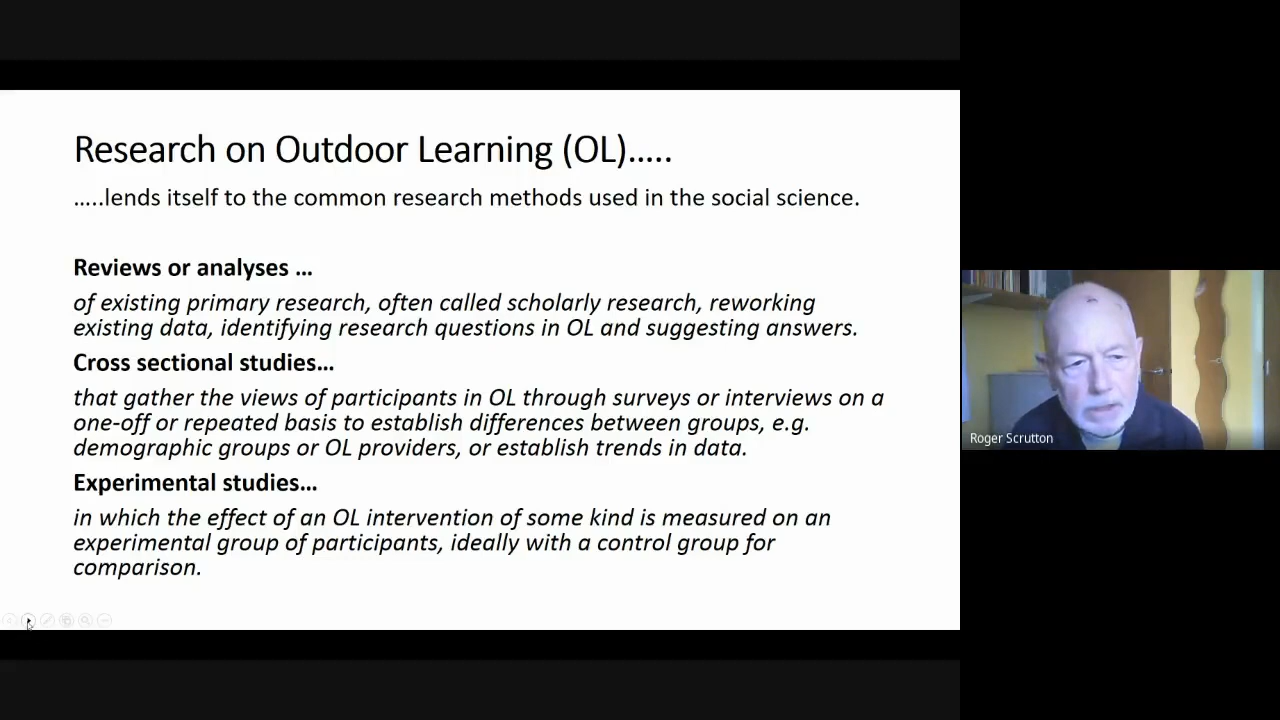 Research on Outdoor Learning (OL)…..
…..lends itself to the common research methods used in the social science.
Reviews or analyses …
of existing primary research, often called scholarly research, reworking
existing data, identifying research questions in OL and suggesting answers.
Cross sectional studies…
that gather the views of participants in OL through surveys or interviews on a
one-off or repeated basis to establish differences between groups, e.g.
demographic groups or OL providers, or establish trends in data.
Experimental studies…
in which the effect of an OL intervention of some kind is measured on an
experimental group of participants, ideally with a control group for
comparison.
Roger Scrutton